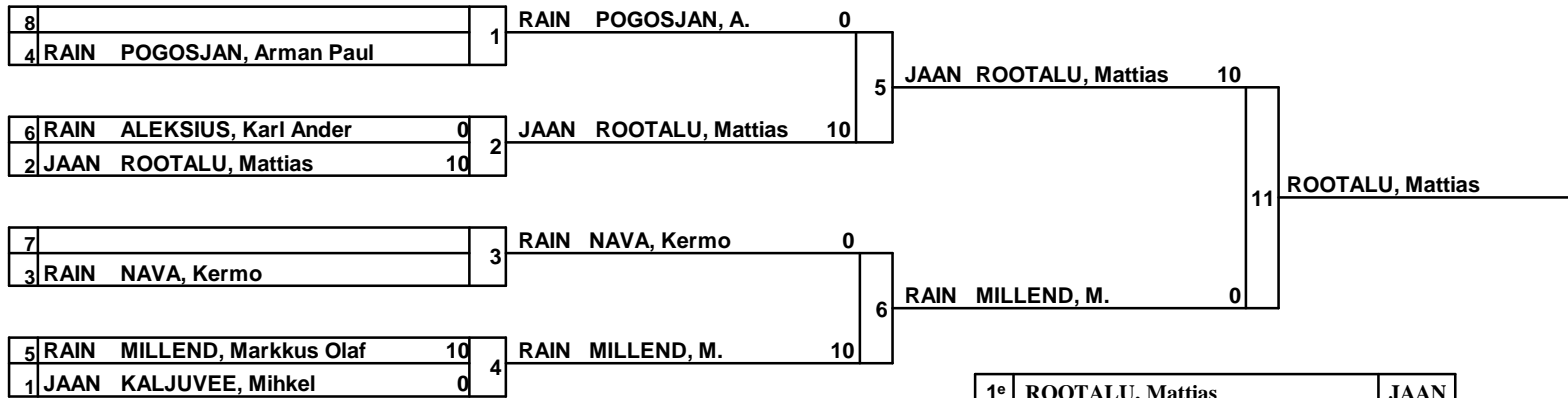 8
4 RAIN POGOSJAN, Arman Paul
1
RAIN POGOSJAN, A. 0
6 RAIN ALEKSIUS, Karl Ander 0
2 JAAN ROOTALU, Mattias 10
2
JAAN ROOTALU, Mattias 10
5
JAAN ROOTALU, Mattias 10
7
3 RAIN NAVA, Kermo
3
RAIN NAVA, Kermo 0
5 RAIN MILLEND, Markkus Olaf 10
1 JAAN KALJUVEE, Mihkel 0
4
RAIN MILLEND, M. 10
6
RAIN MILLEND, M. 0
11
ROOTALU, Mattias
1e ROOTALU, Mattias JAAN